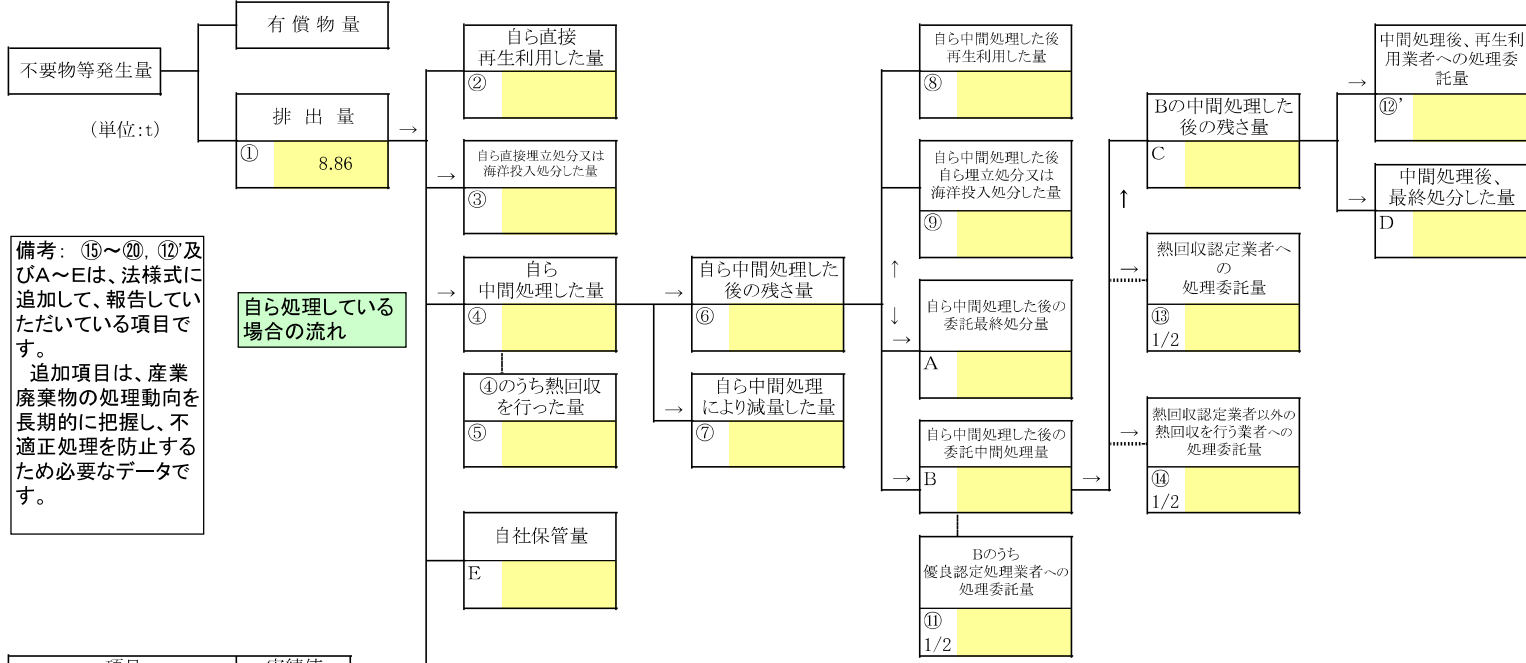 有 償 物 量
不要物等発生量
(単位:t)
排 出 量
→
①
8.86
備考： ⑮～⑳, ⑫'及
びA～Eは、法様式に
追加して、報告してい
ただいている項目で
す。
追加項目は、産業
廃棄物の処理動向を
長期的に把握し、不
適正処理を防止する
ため必要なデータで
す。
自ら処理している
場合の流れ
自ら直接
再生利用した量
②
→
自ら直接埋立処分又は
海洋投入処分した量
③
→
自ら
中間処理した量
④
④のうち熱回収
を行った量
⑤
自社保管量
E
→
自ら中間処理した
後の残さ量
⑥
→
自ら中間処理
により減量した量
⑦
自ら中間処理した後
再生利用した量
⑧
自ら中間処理した後
自ら埋立処分又は
海洋投入処分した量
⑨
↑
↓
→
自ら中間処理した後の
委託最終処分量
A
→
自ら中間処理した後の
委託中間処理量
B
→
Bのうち
優良認定処理業者への
処理委託量
⑪
1/2
Bの中間処理した
後の残さ量
C
↑
→
熱回収認定業者へ
の
処理委託量
⑬
1/2
→
熱回収認定業者以外の
熱回収を行う業者への
処理委託量
⑭
1/2
→
中間処理後、再生利
用業者への処理委
託量
⑫'
→
中間処理後、
最終処分した量
D
項目
実績値